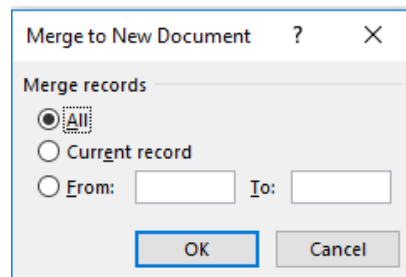 Merge to New Document ?
Merge records
All
Current record
From: To:
OK Cancel